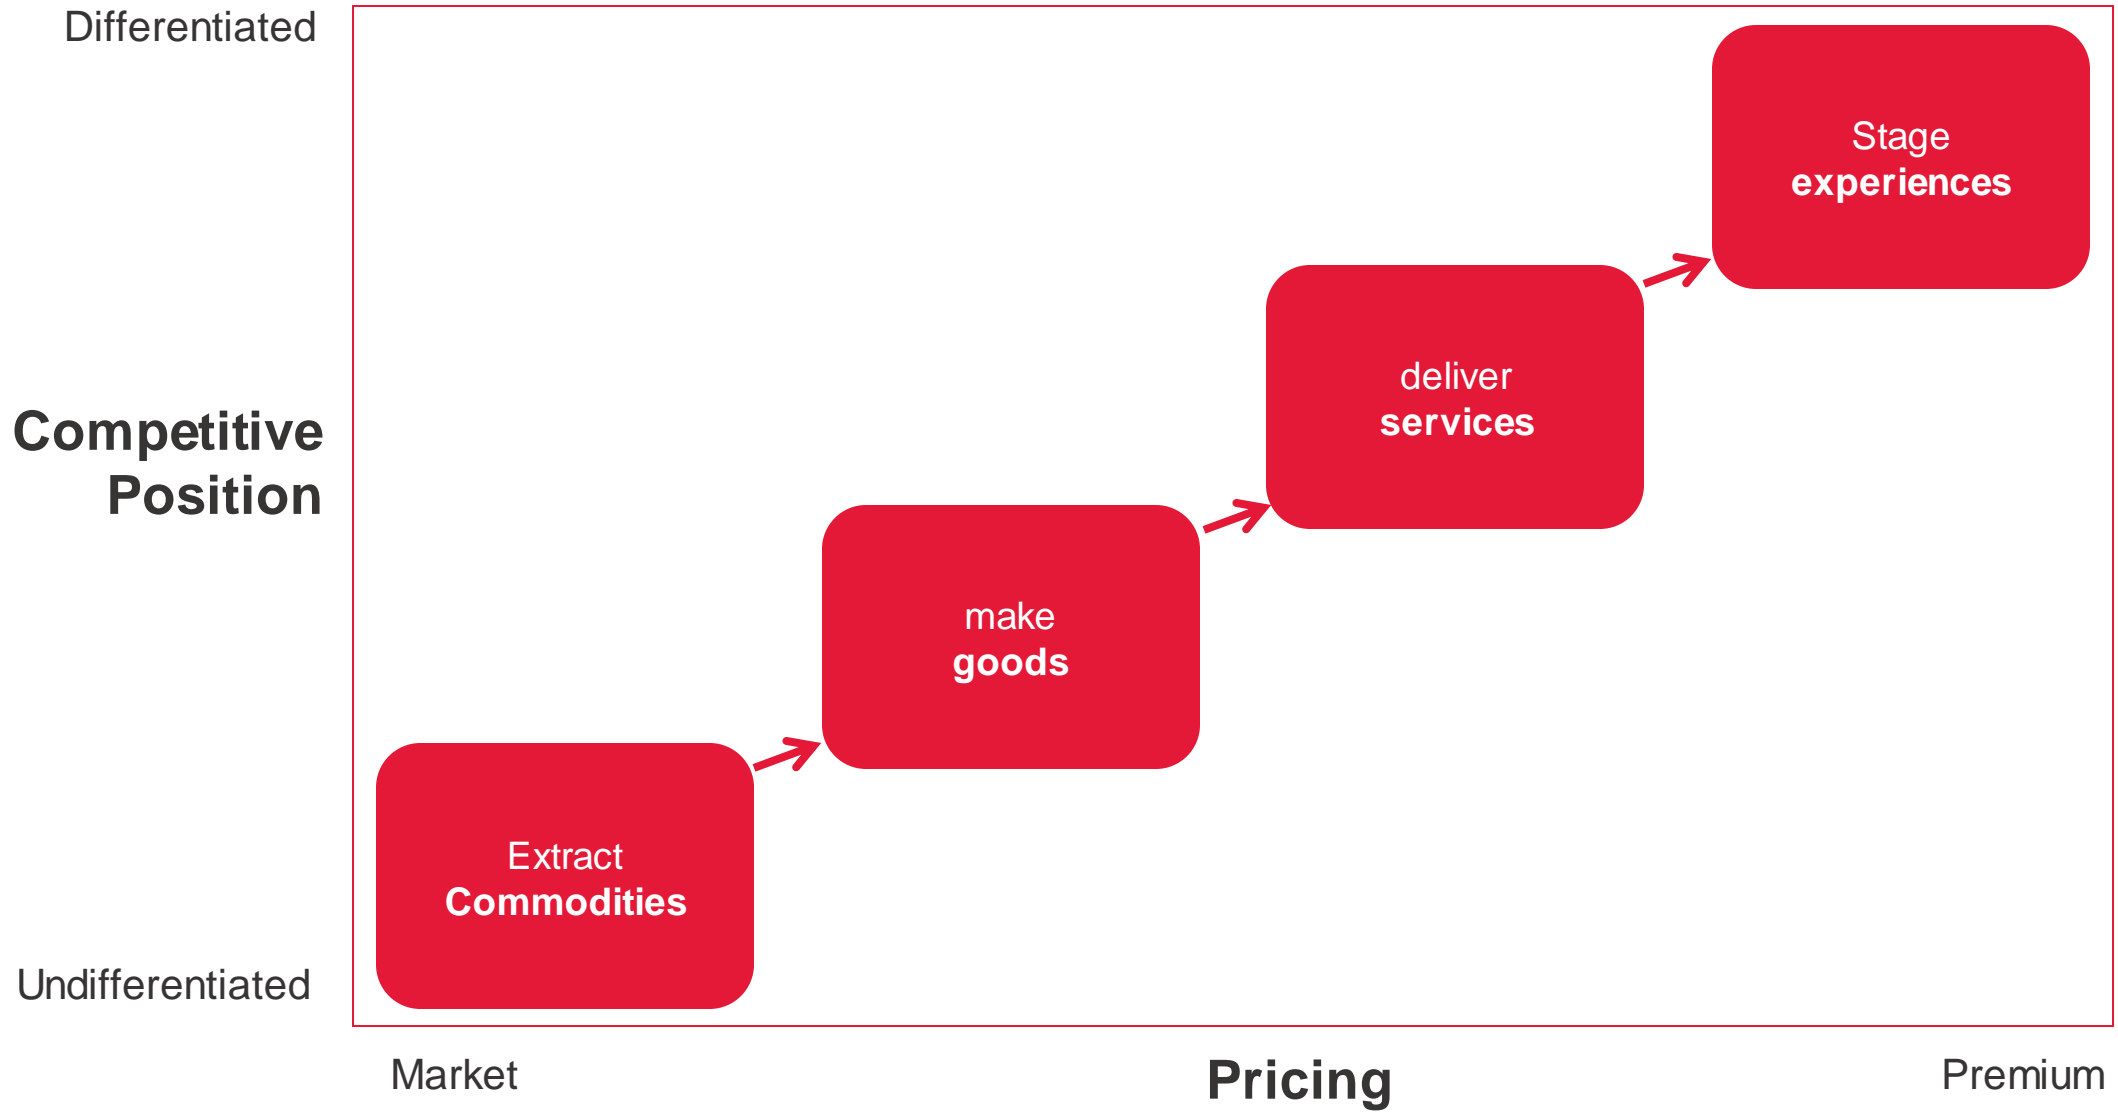 Differentiated
Stage
experiences
deliver
services
Competitive
Position
make
goods
Extract
Commodities
Undifferentiated
Market
Pricing
Premium